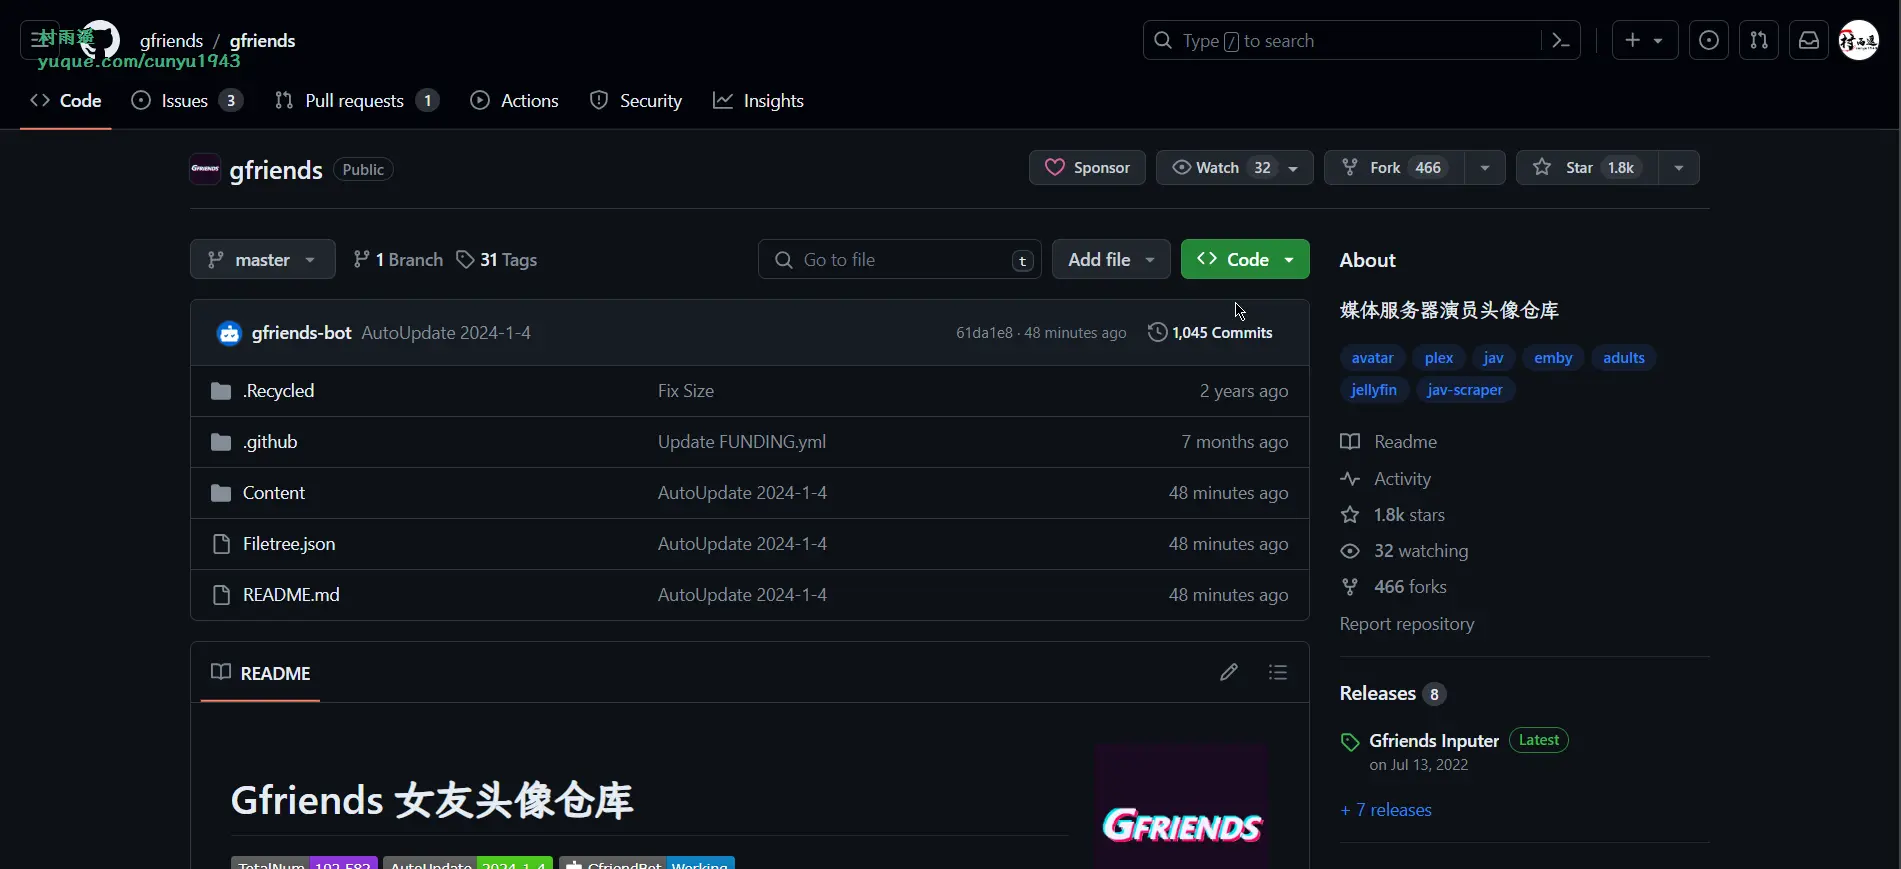 村雨遥
gfriends / gfriends
Type / to search
yuque.com/cunyu1943
Code
Issues 3
Pull requests 1
Actions
Security
Insights
GFRIENDS
gfriends Public
Sponsor
Watch 32
Fork 466
Star 1.8k
master
1 Branch
31 Tags
Go to file t
Add file
Code
gfriends-bot AutoUpdate 2024-1-4
61da1e8 · 48 minutes ago
1,045 Commits
.Recycled Fix Size 2 years ago
.github Update FUNDING.yml 7 months ago
Content AutoUpdate 2024-1-4 48 minutes ago
Filetree.json AutoUpdate 2024-1-4 48 minutes ago
README.md AutoUpdate 2024-1-4 48 minutes ago
README
Gfriends 女友头像仓库
GFRIENDS
TotalNum 102,583 AutoUpdate 2024-1-4 GfriendBot Working
About
媒体服务器演员头像仓库
avatar plex jav emby adults
jellyfin jav-scraper
Readme
Activity
1.8k stars
32 watching
466 forks
Report repository
Releases 8
Gfriends Inputer Latest
on Jul 13, 2022
+ 7 releases